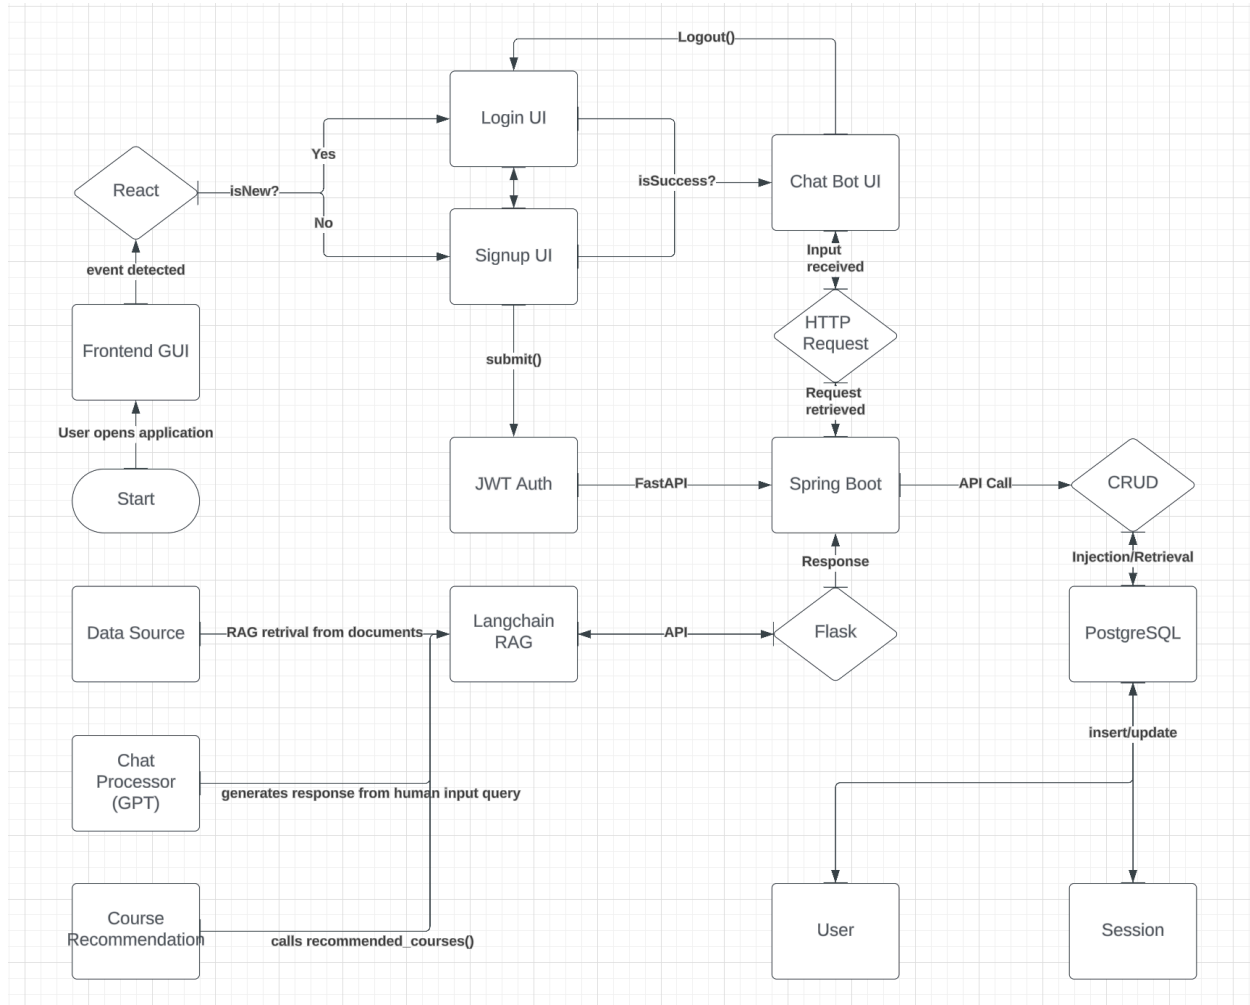 Logout()
Login UI
Yes
React
isNew?
isSuccess?
Chat Bot UI
No
Signup UI
Input
received
event detected
HTTP
Request
Frontend GUI
submit()
Request
retrieved
User opens application
Start
JWT Auth
FastAPI
Spring Boot
API Call
CRUD
Response
Injection/Retrieval
Data Source
RAG retrival from documents
Langchain
RAG
API
Flask
PostgreSQL
insert/update
Chat
Processor
(GPT)
generates response from human input query
Course
Recommendation
calls recommended_courses()
User
Session